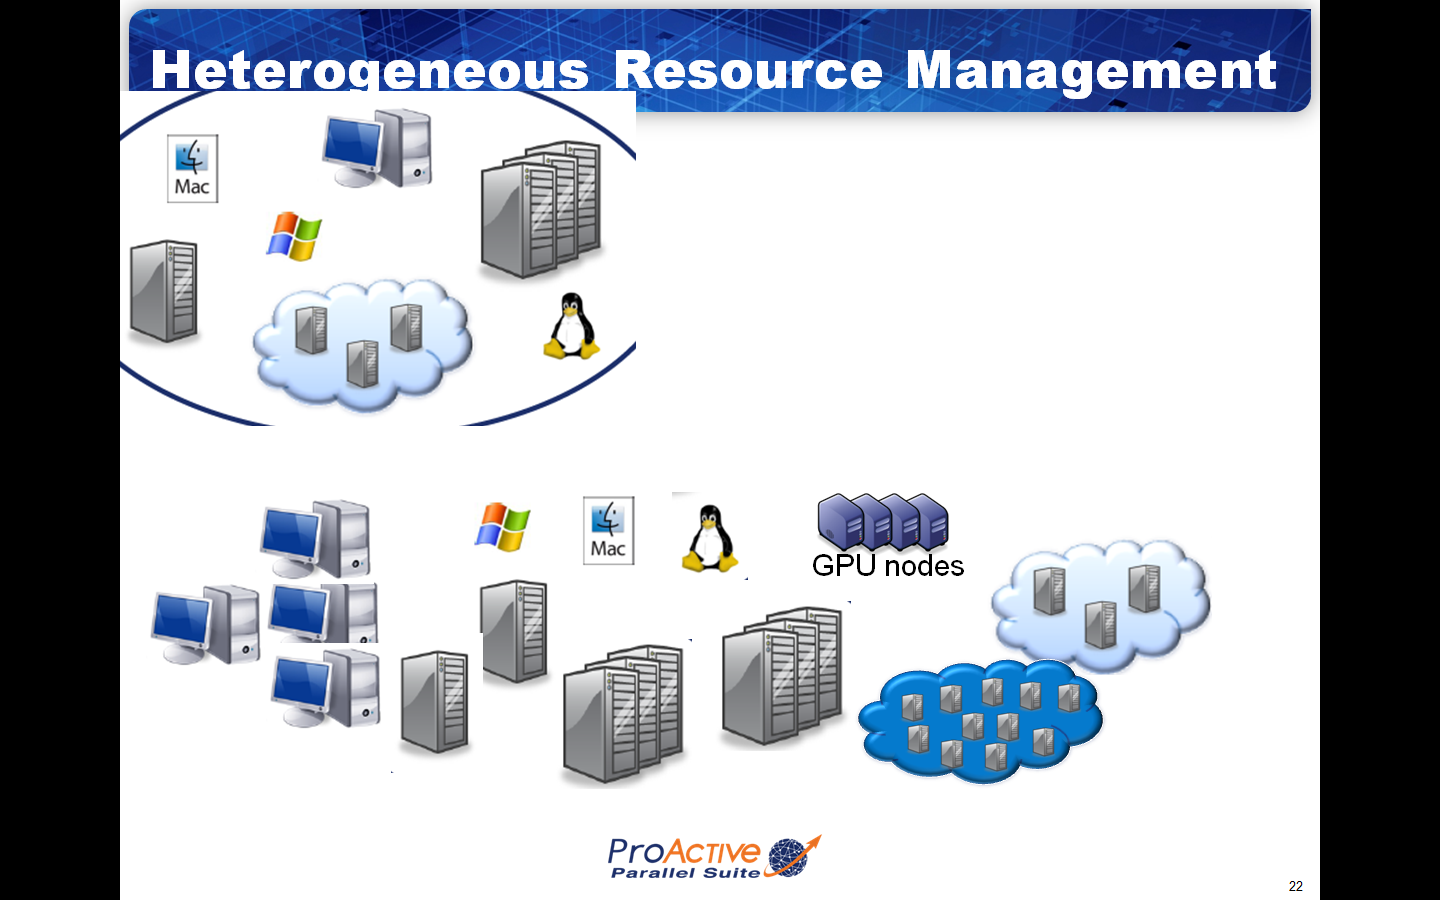 Heterogeneous Resource Management
Mac
Mac
GPU nodes
ProActive
Parallel Suite
22